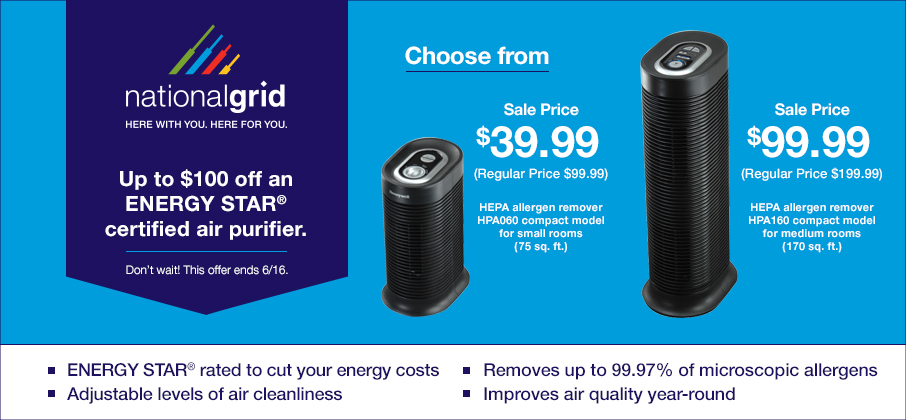 nationalgrid
HERE WITH YOU. HERE FOR YOU.
Up to $100 off an
ENERGY STAR®
certified air purifier.
Don't wait! This offer ends 6/16.
Choose from
Sale Price
$39.99
(Regular Price $99.99)
HEPA allergen remover
HPA060 compact model
for small rooms
(75 sq. ft.)
Honeywell
Sale Price
$99.99
(Regular Price $199.99)
HEPA allergen remover
HPA160 compact model
for medium rooms
(170 sq. ft.)
▪ ENERGY STAR® rated to cut your energy costs
▪ Adjustable levels of air cleanliness
▪ Removes up to 99.97% of microscopic allergens
▪ Improves air quality year-round